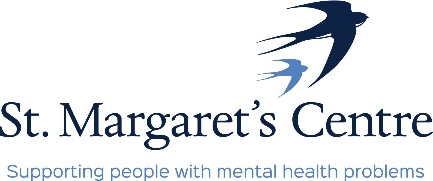 St. Margaret's Centre
Supporting people with mental health problems